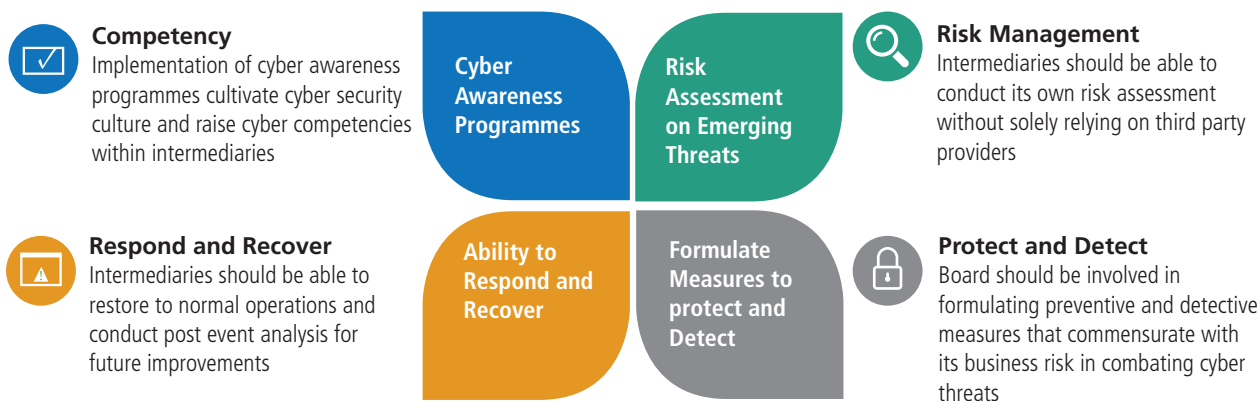 Competency
Implementation of cyber awareness
programmes cultivate cyber security
culture and raise cyber competencies
within intermediaries
Cyber
Awareness
Programmes
Risk
Assessment
on Emerging
Threats
Risk Management
Intermediaries should be able to
conduct its own risk assessment
without solely relying on third party
providers
Respond and Recover
Intermediaries should be able to
restore to normal operations and
conduct post event analysis for
future improvements
Ability to
Respond and
Recover
Formulate
Measures to
protect and
Detect
Protect and Detect
Board should be involved in
formulating preventive and detective
measures that commensurate with
its business risk in combating cyber
threats